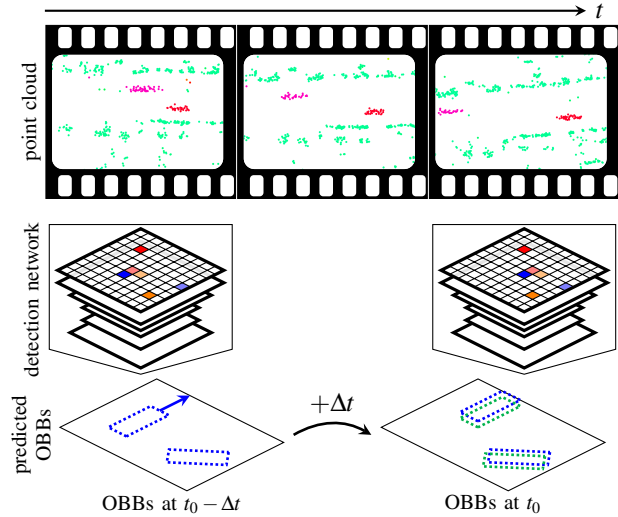 t
point cloud
detection network
predicted
OBBs
+Δt
OBBs at t₀ − Δt
OBBs at t₀